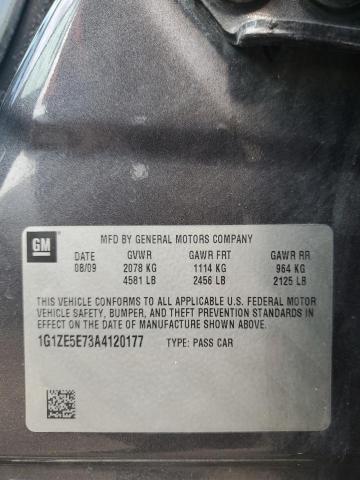 GM
MFD BY GENERAL MOTORS COMPANY
DATE GVWR GAWR FRT GAWR RR
08/09 2078 KG 1114 KG 964 KG
4581 LB 2456 LB 2125 LB
THIS VEHICLE CONFORMS TO ALL APPLICABLE U.S. FEDERAL MOTOR
VEHICLE SAFETY, BUMPER, AND THEFT PREVENTION STANDARDS IN
EFFECT ON THE DATE OF MANUFACTURE SHOWN ABOVE.
1G1ZE5E73A4120177 TYPE: PASS CAR